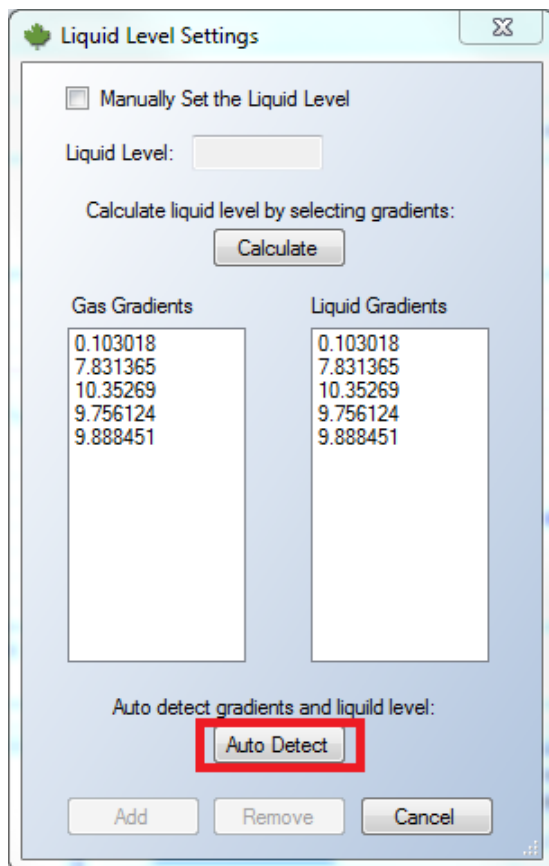 Liquid Level Settings
Manually Set the Liquid Level
Liquid Level:
Calculate liquid level by selecting gradients:
Calculate
Gas Gradients
0.103018
7.831365
10.35269
9.756124
9.888451
Liquid Gradients
0.103018
7.831365
10.35269
9.756124
9.888451
Auto detect gradients and liquild level:
Auto Detect
Add Remove Cancel